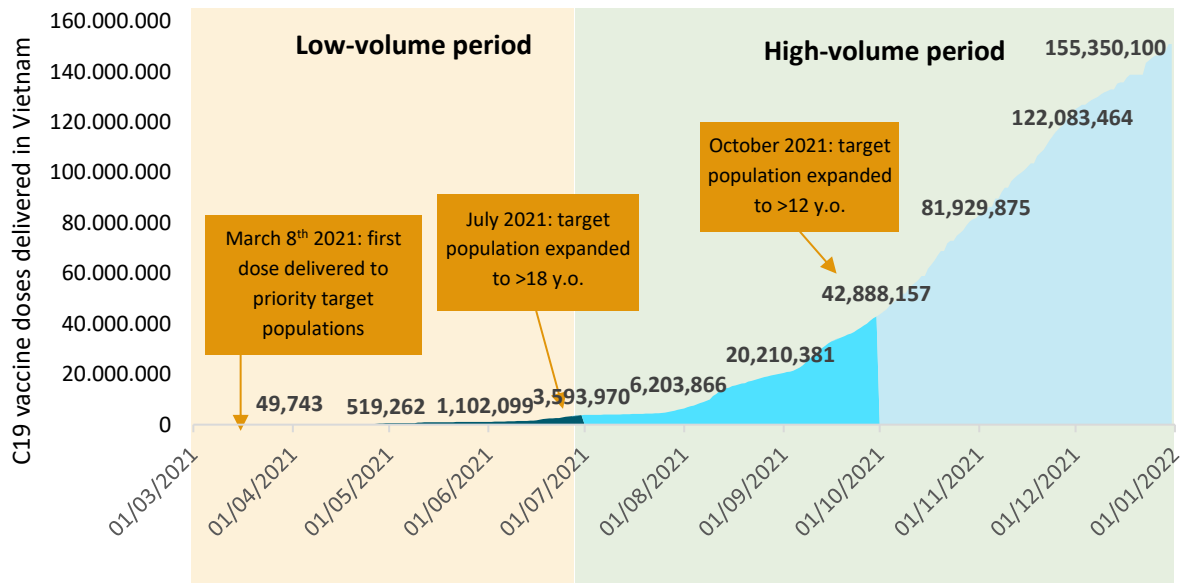 C19 vaccine doses delivered in Vietnam
160.000.000
140.000.000
120.000.000
100.000.000
80.000.000
60.000.000
40.000.000
20.000.000
0
Low-volume period
High-volume period
March 8th 2021: first
dose delivered to
priority target
populations
July 2021: target
population expanded
to >18 y.o.
October 2021: target
population expanded
to >12 y.o.
49,743
519,262
1,102,099
3,593,970
6,203,866
20,210,381
42,888,157
81,929,875
122,083,464
155,350,100
01/03/2021
01/04/2021
01/05/2021
01/06/2021
01/07/2021
01/08/2021
01/09/2021
01/10/2021
01/11/2021
01/12/2021
01/01/2022